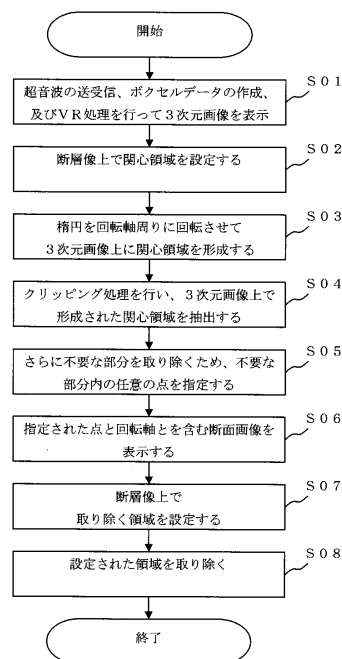 開始
S01
超音波の送受信、ボクセルデータの作成、
及びVR処理を行って3次元画像を表示
S02
断層像上で関心領域を設定する
S03
楕円を回転軸周りに回転させて
3次元画像上に関心領域を形成する
S04
クリッピング処理を行い、3次元画像上で
形成された関心領域を抽出する
S05
さらに不要な部分を取り除くため、不要な
部分内の任意の点を指定する
S06
指定された点と回転軸とを含む断面画像を
表示する
S07
断層像上で
取り除く領域を設定する
S08
設定された領域を取り除く
終了